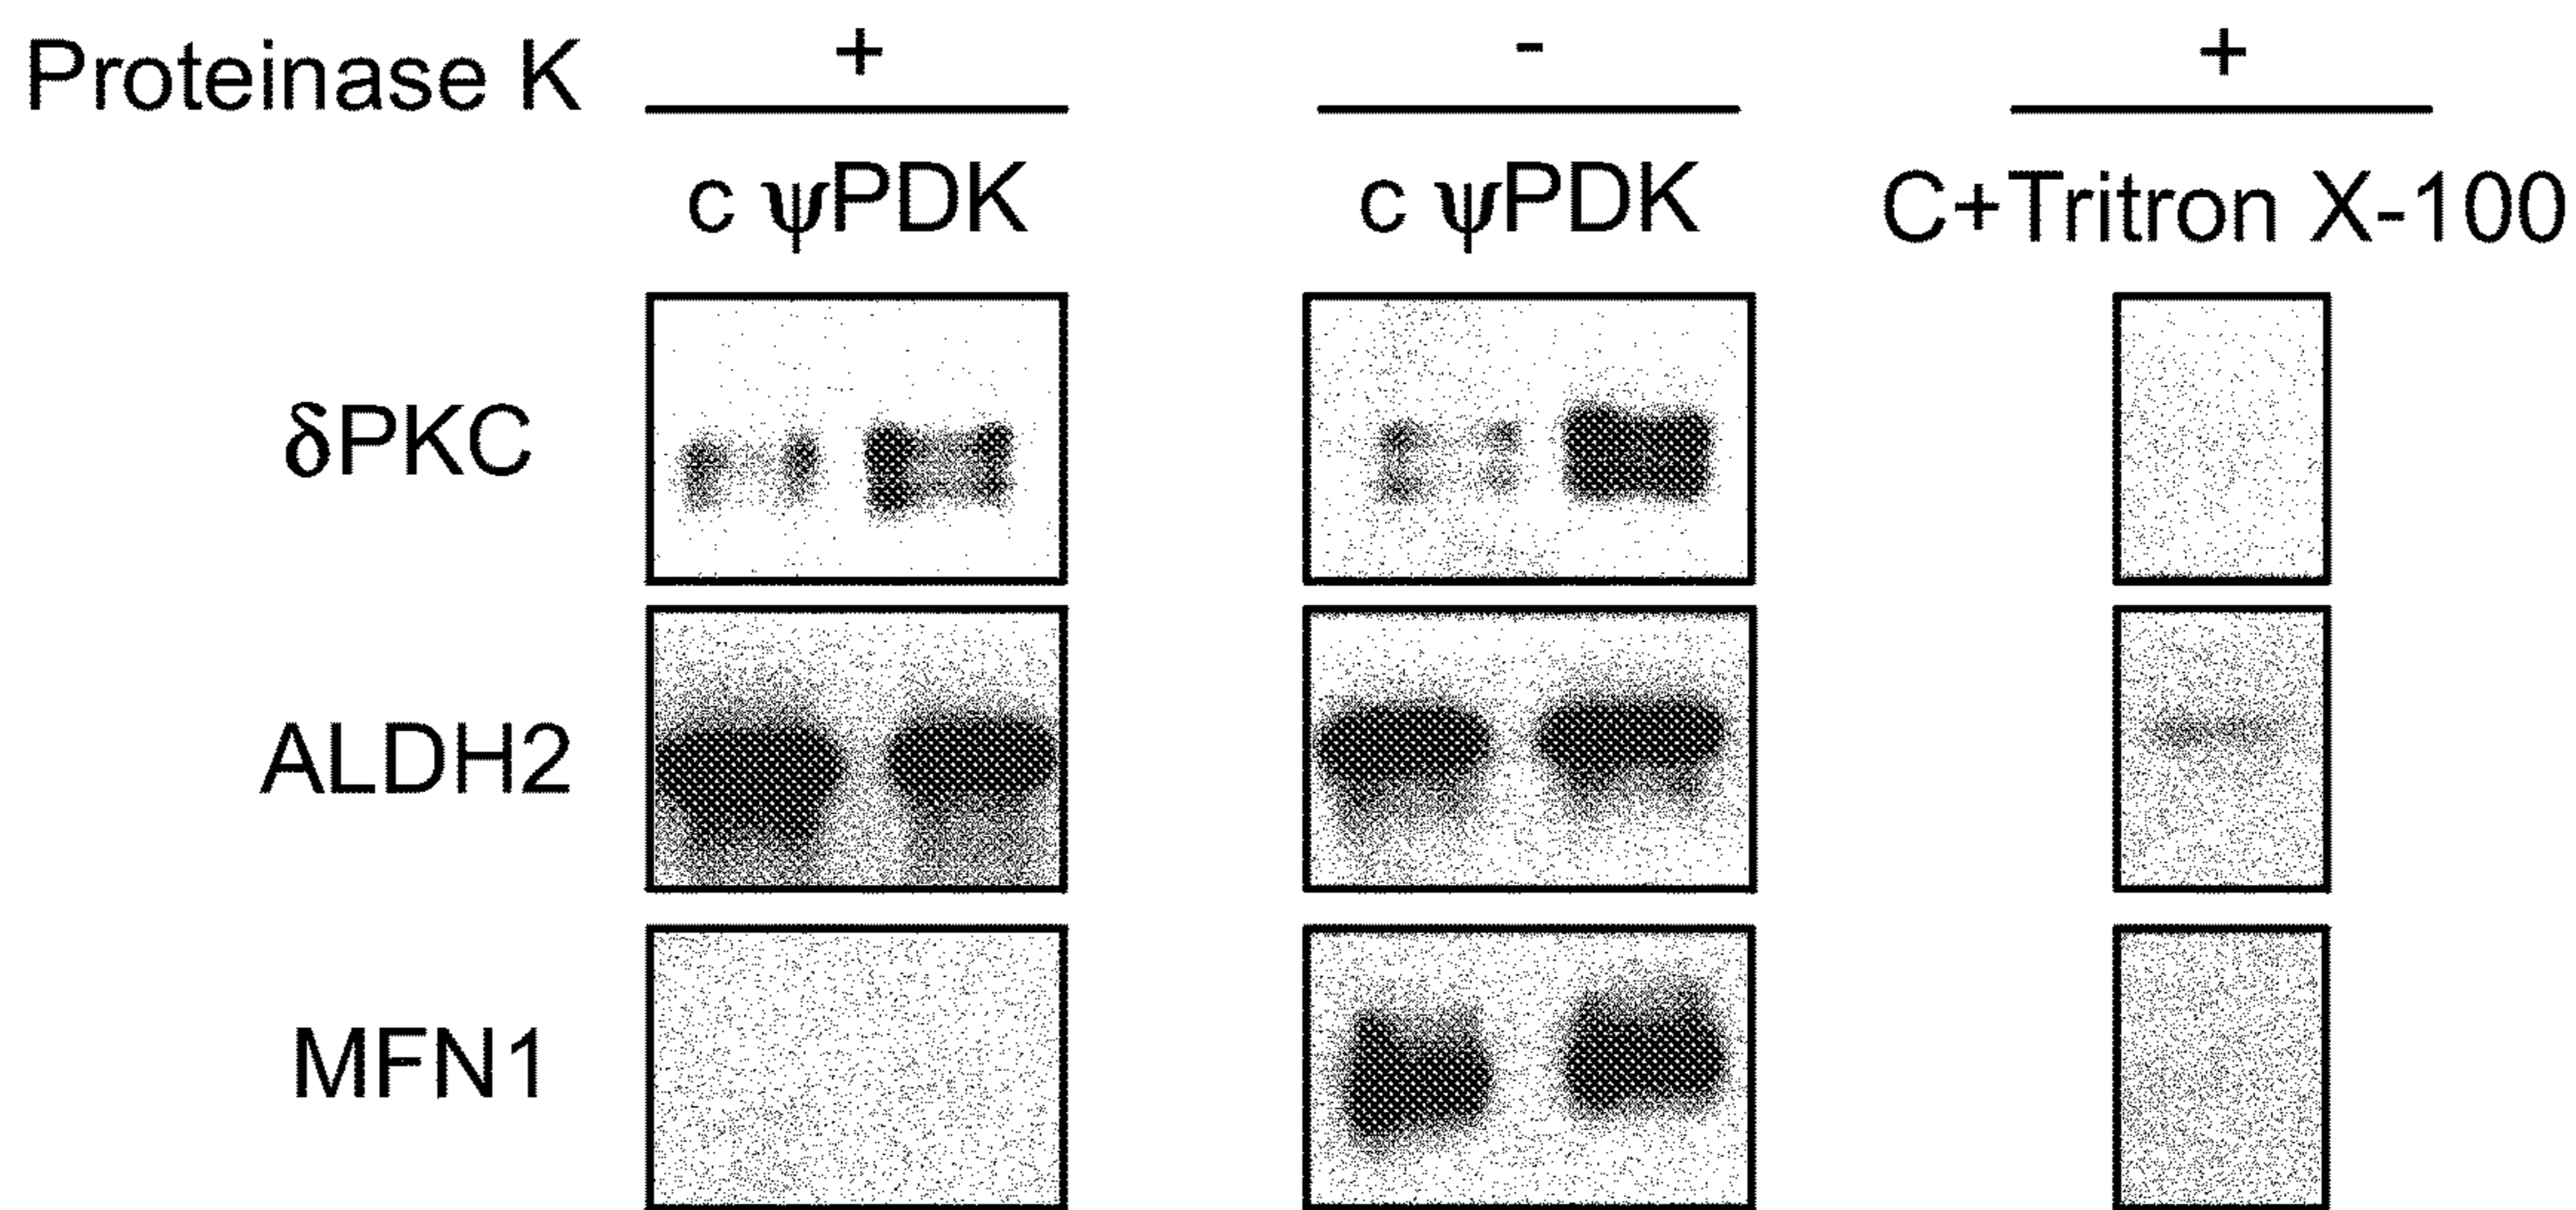 Proteinase K + - +
c ψPDK c ψPDK C+Tritron X-100
δPKC
ALDH2
MFN1